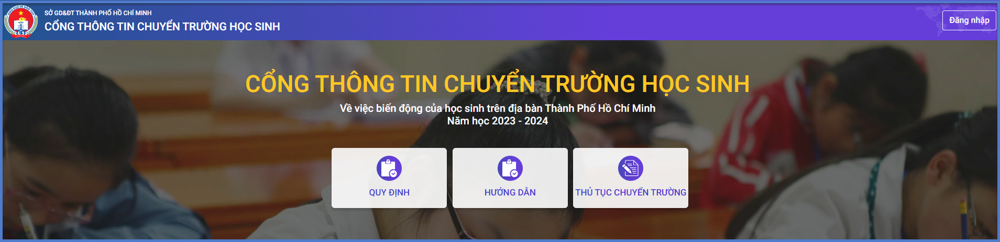 SỞ GD&ĐT THÀNH PHỐ HỒ CHÍ MINH
CỔNG THÔNG TIN CHUYỂN TRƯỜNG HỌC SINH
Đăng nhập
CỔNG THÔNG TIN CHUYỂN TRƯỜNG HỌC SINH
Về việc biến động của học sinh trên địa bàn Thành Phố Hồ Chí Minh
Năm học 2023 - 2024
QUY ĐỊNH
HƯỚNG DẪN
THỦ TỤC CHUYỂN TRƯỜNG